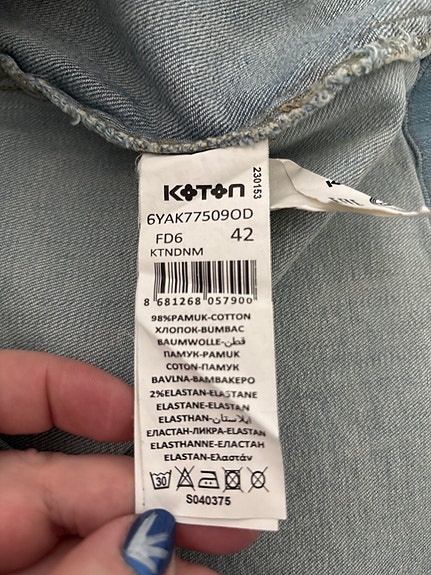 KOTON
230153
6YAK77509OD
FD6 42
KTNDNM
8 681268 057900
98%PAMUK-COTTON
ХЛОПОК-BUMBAC
BAUMWOLLE-قطن
ПАМУК-PAMUK
COTON-ПАМУК
BAVLNA-ΒΑΜΒΑΚΕΡΟ
2%ELASTAN-ELASTANE
ELASTANE-ELASTAN
ELASTHAN-ايلاستان
ЕЛАСТАН-ЛИКРА-ELASTAN
ELASTHANNE-ЕЛАСТАН
ELASTAN-Ελαστάν
30
S040375